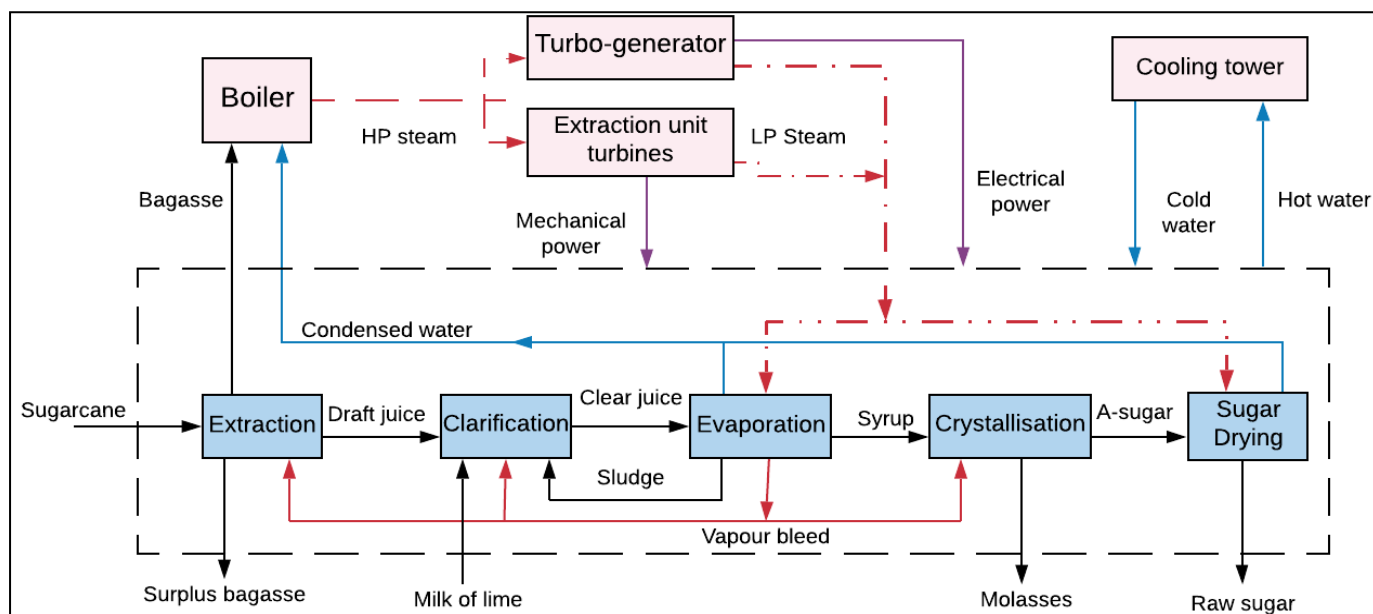 Turbo-generator
Cooling tower
Boiler
HP steam
Extraction unit
turbines
LP Steam
Bagasse
Mechanical
power
Electrical
power
Cold
water
Hot water
Condensed water
Sugarcane
Extraction
Draft juice
Clarification
Clear juice
Evaporation
Syrup
Crystallisation
A-sugar
Sugar
Drying
Sludge
Vapour bleed
Surplus bagasse
Milk of lime
Molasses
Raw sugar